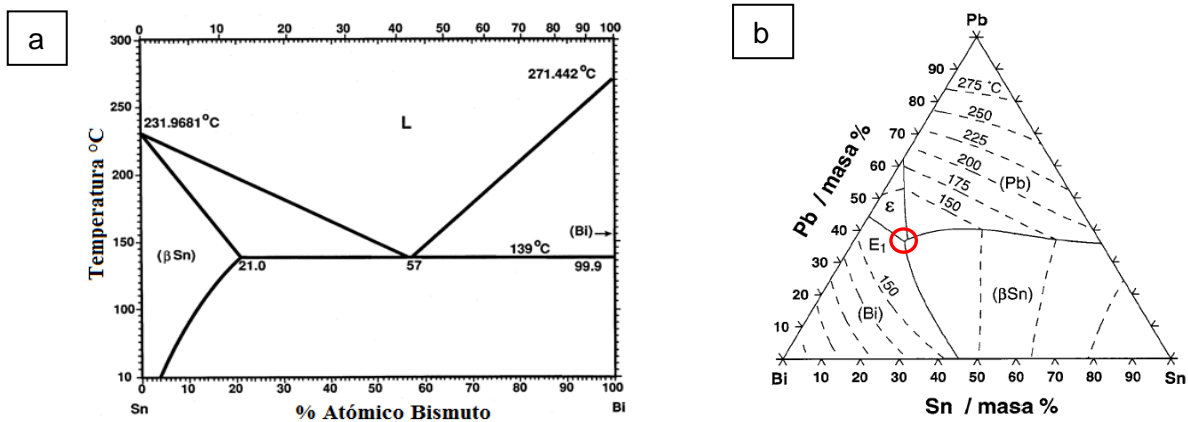 a
0 10 20 30 40 50 60 70 80 90 100
300
250
200
150
100
10
Temperatura °C
231.9681°C
271.442°C
L
(βSn)
(Bi)→
139°C
21.0
57
99.9
0 10 20 30 40 50 60 70 80 90 100
Sn
% Atómico Bismuto
Bi
b
Pb
90
80
70
60
50
40
30
20
10
Pb / masa %
275 °C
250
225
200
175
150
(Pb)
ε
E1
150
(Bi)
(βSn)
Bi
10 20 30 40 50 60 70 80 90
Sn
Sn / masa %